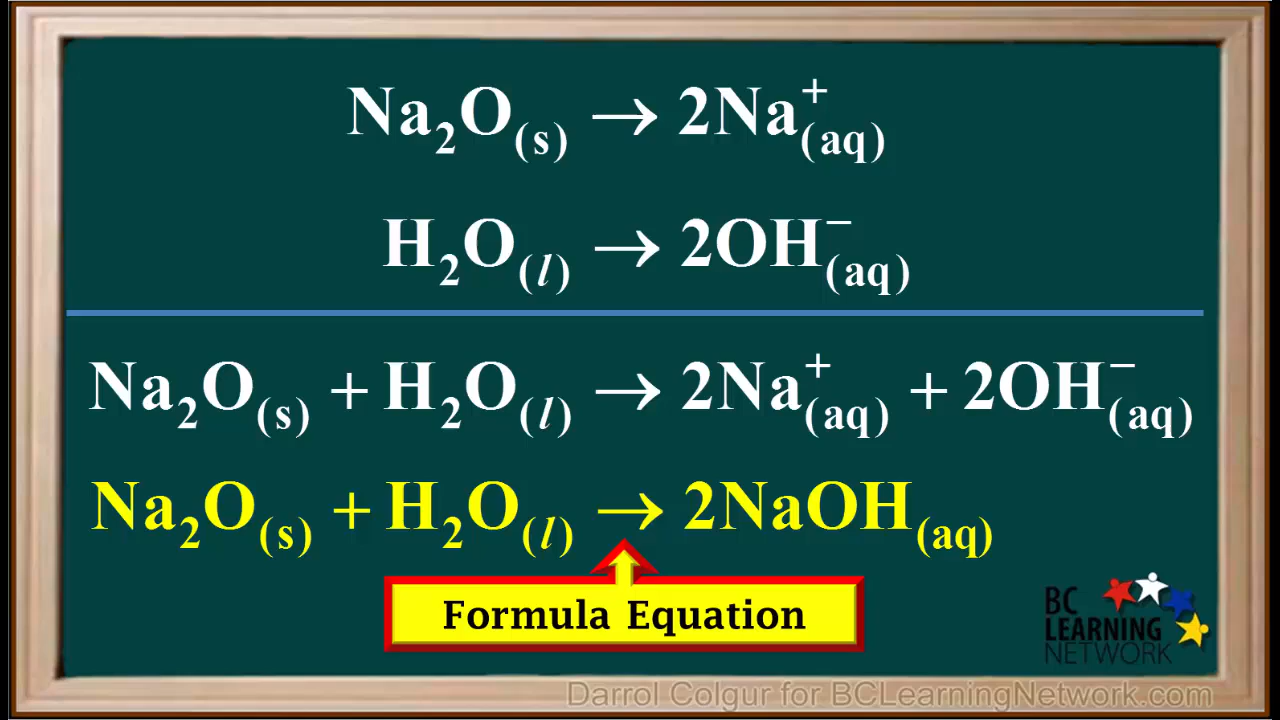 Na₂O₍s₎ → 2Na⁺₍aq₎
H₂O₍l₎ → 2OH⁻₍aq₎
Na₂O₍s₎ + H₂O₍l₎ → 2Na⁺₍aq₎ + 2OH⁻₍aq₎
Na₂O₍s₎ + H₂O₍l₎ → 2NaOH₍aq₎
Formula Equation
BC
LEARNING
NETWORK
Darrol Colgur for BCLearningNetwork.com